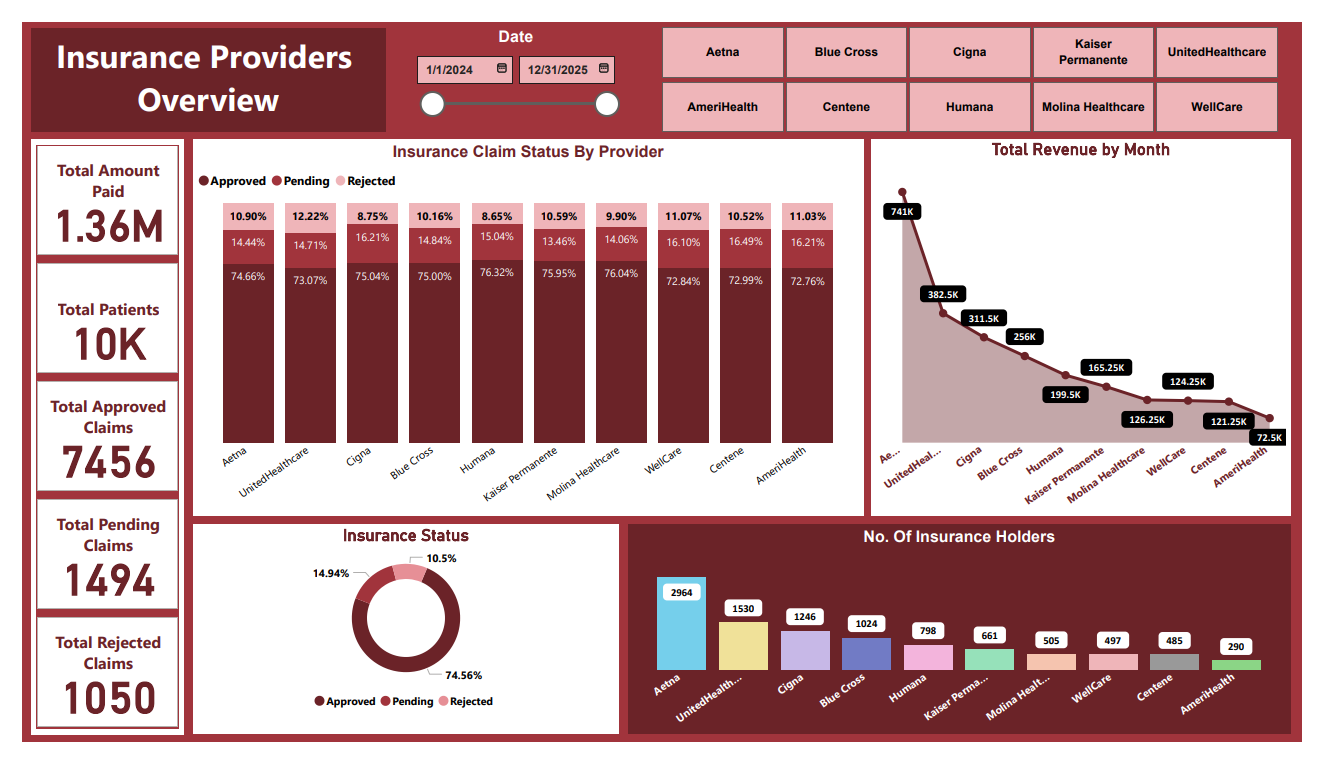 Insurance Providers
Overview
Date
1/1/2024
12/31/2025
Aetna
Blue Cross
Cigna
Kaiser
Permanente
UnitedHealthcare
AmeriHealth
Centene
Humana
Molina Healthcare
WellCare
Total Amount
Paid
1.36M
Total Patients
10K
Total Approved
Claims
7456
Total Pending
Claims
1494
Total Rejected
Claims
1050
Insurance Claim Status By Provider
Approved Pending Rejected
10.90% 12.22% 8.75% 10.16% 8.65% 10.59% 9.90% 11.07% 10.52% 11.03%
14.44% 14.71% 16.21% 14.84% 15.04% 13.46% 14.06% 16.10% 16.49% 16.21%
74.66% 73.07% 75.04% 75.00% 76.32% 75.95% 76.04% 72.84% 72.99% 72.76%
Aetna
UnitedHealthcare
Cigna
Blue Cross
Humana
Kaiser Permanente
Molina Healthcare
WellCare
Centene
AmeriHealth
Total Revenue by Month
741K
382.5K
311.5K
256K
199.5K
165.25K
126.25K
124.25K
121.25K
72.5K
Ae...
UnitedHeal...
Cigna
Blue Cross
Humana
Kaiser Permanente
Molina Healthcare
WellCare
Centene
AmeriHealth
Insurance Status
10.5%
14.94%
74.56%
Approved Pending Rejected
No. Of Insurance Holders
2964
1530
1246
1024
798
661
505
497
485
290
Aetna
UnitedHealth...
Cigna
Blue Cross
Humana
Kaiser Perma...
Molina Healt...
WellCare
Centene
AmeriHealth